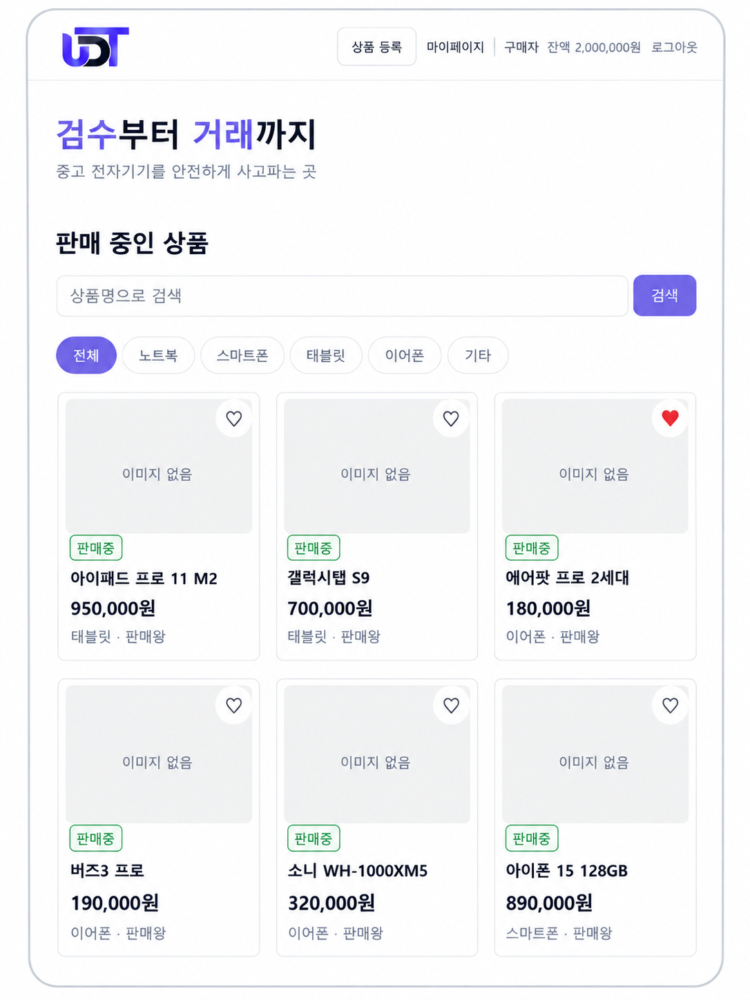 UDT
상품 등록 마이페이지 구매자 잔액 2,000,000원 로그아웃
검수부터 거래까지
중고 전자기기를 안전하게 사고파는 곳
판매 중인 상품
상품명으로 검색 검색
전체 노트북 스마트폰 태블릿 이어폰 기타
이미지 없음
판매중
아이패드 프로 11 M2
950,000원
태블릿 · 판매왕
이미지 없음
판매중
갤럭시탭 S9
700,000원
태블릿 · 판매왕
이미지 없음
판매중
에어팟 프로 2세대
180,000원
이어폰 · 판매왕
이미지 없음
판매중
버즈3 프로
190,000원
이어폰 · 판매왕
이미지 없음
판매중
소니 WH-1000XM5
320,000원
이어폰 · 판매왕
이미지 없음
판매중
아이폰 15 128GB
890,000원
스마트폰 · 판매왕